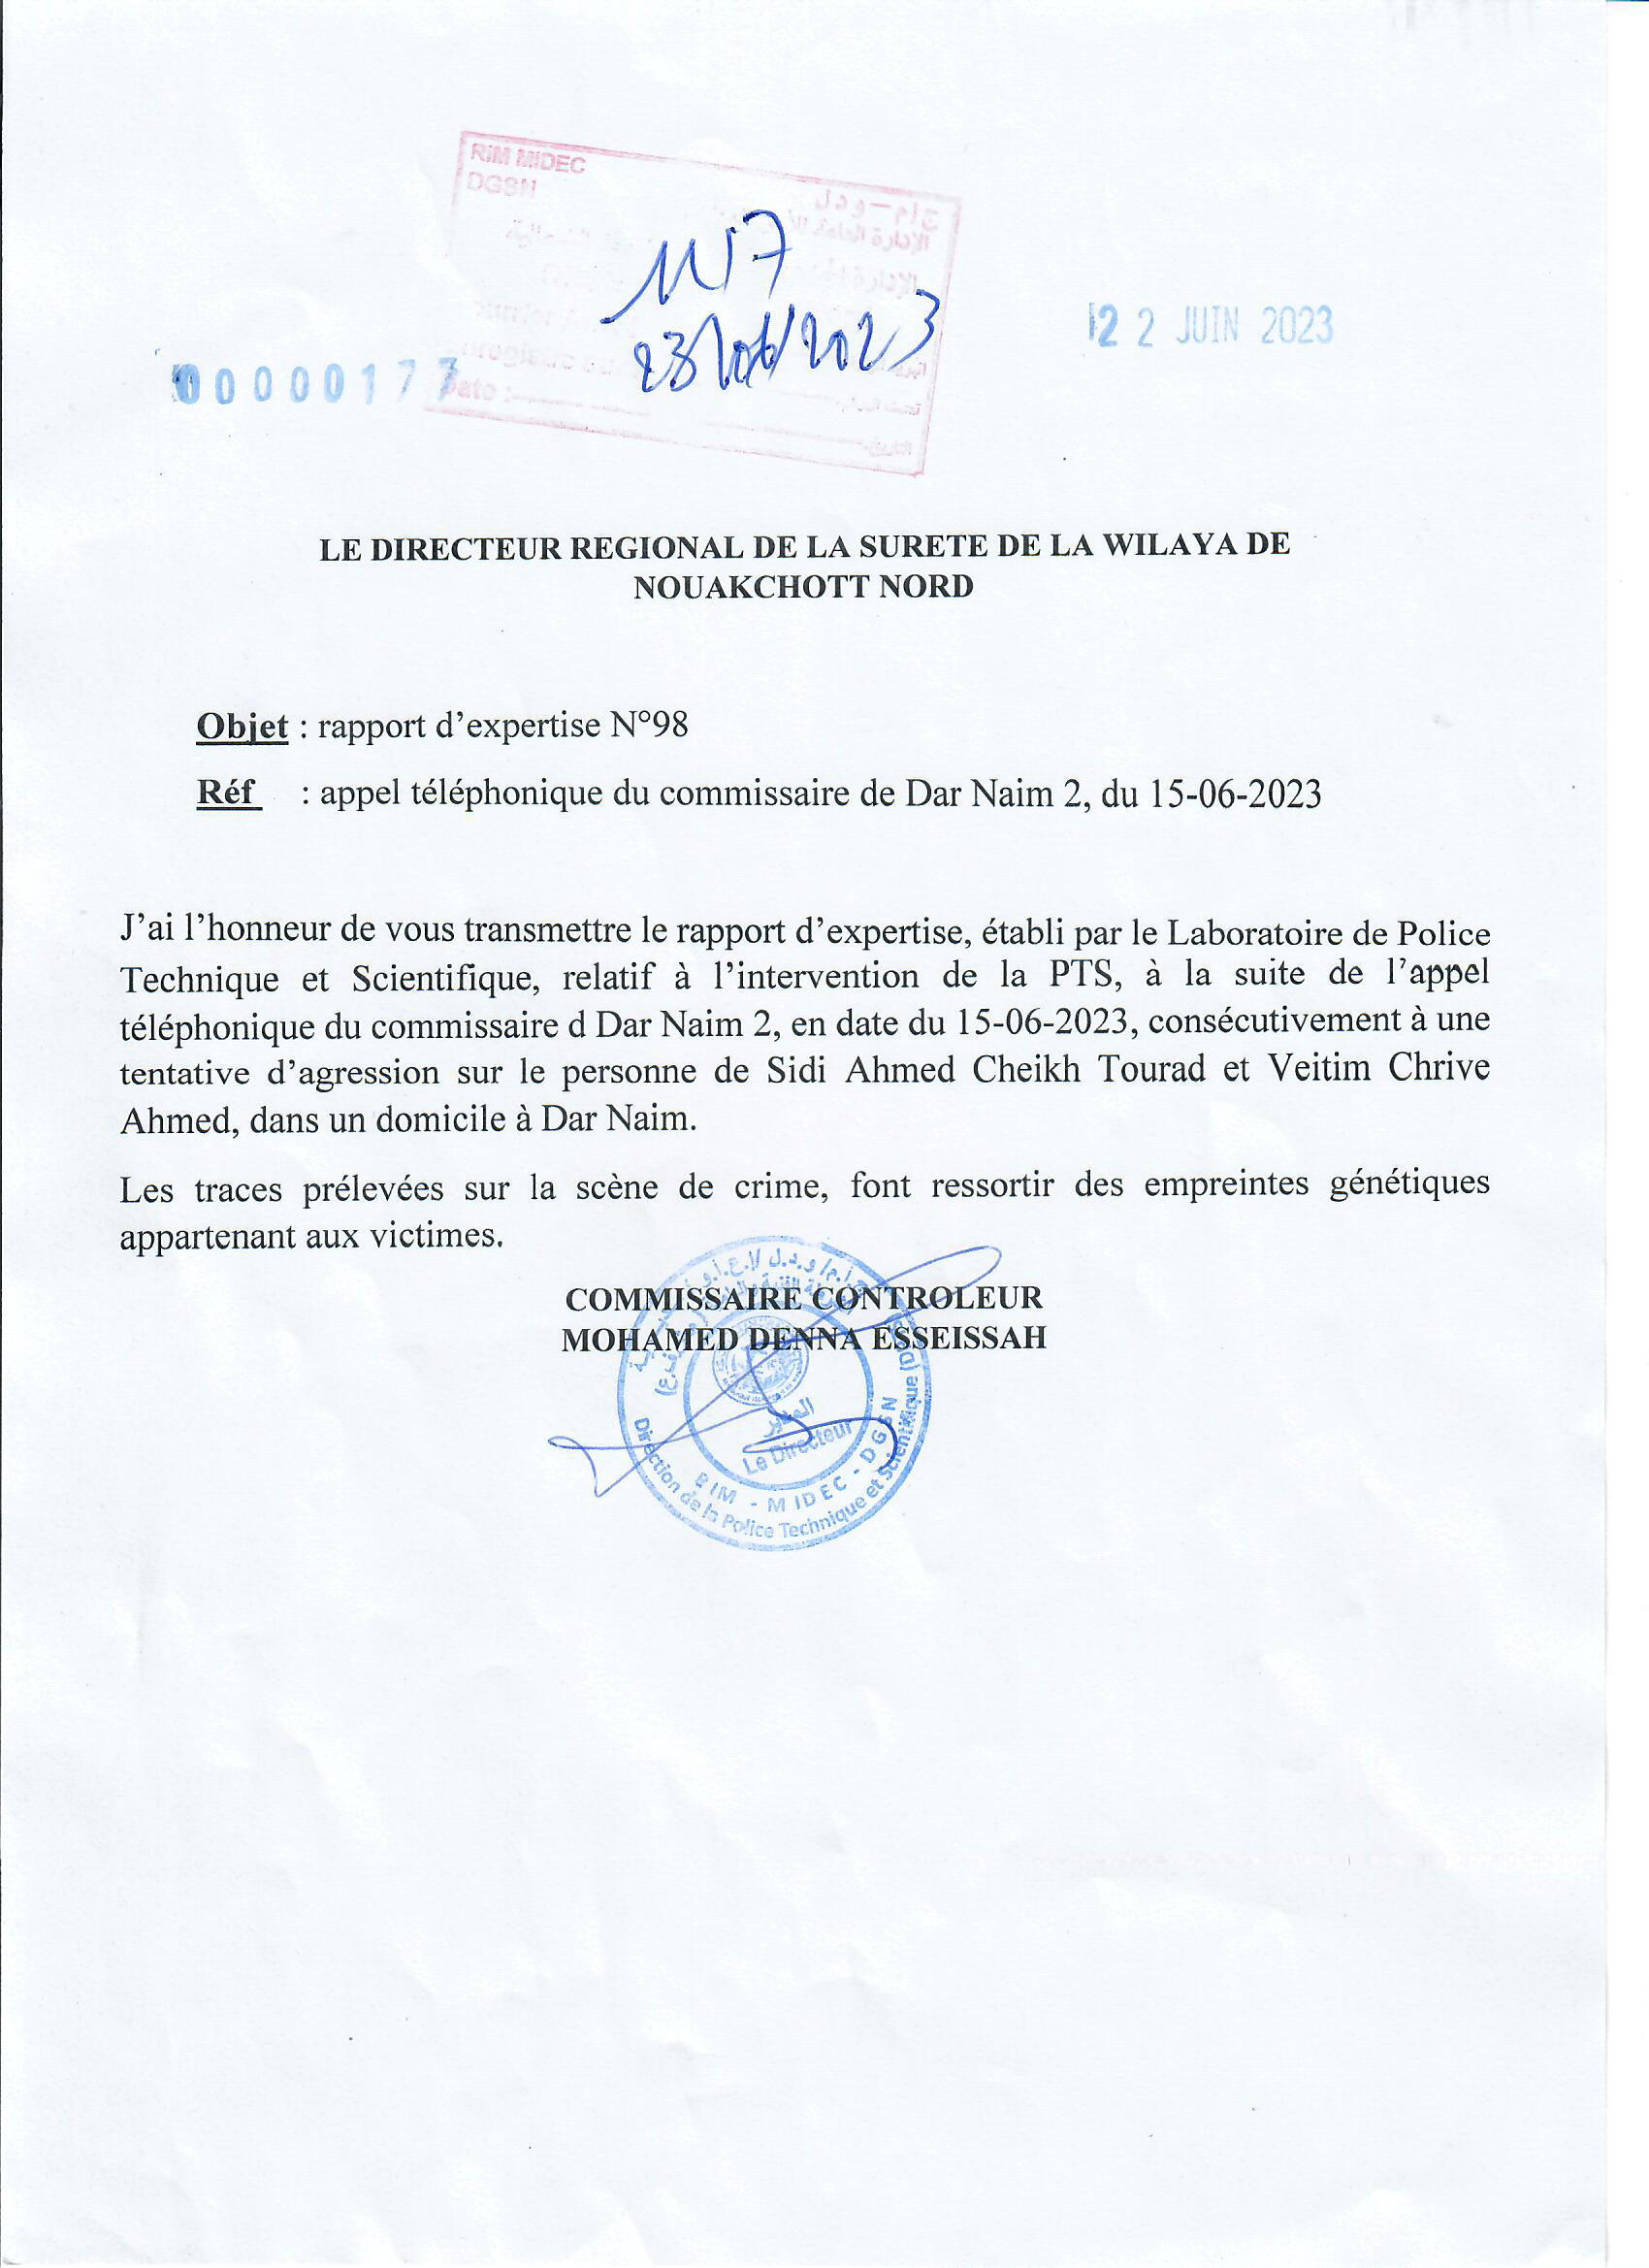 RIM MIDEC
DGSN
1117
23/06/2023
22 JUIN 2023
00000177
Date :
LE DIRECTEUR REGIONAL DE LA SURETE DE LA WILAYA DE
NOUAKCHOTT NORD
Objet : rapport d’expertise N°98
Réf : appel téléphonique du commissaire de Dar Naim 2, du 15-06-2023
J’ai l’honneur de vous transmettre le rapport d’expertise, établi par le Laboratoire de Police
Technique et Scientifique, relatif à l’intervention de la PTS, à la suite de l’appel
téléphonique du commissaire d Dar Naim 2, en date du 15-06-2023, consécutivement à une
tentative d’agression sur le personne de Sidi Ahmed Cheikh Tourad et Veitim Chrive
Ahmed, dans un domicile à Dar Naim.
Les traces prélevées sur la scène de crime, font ressortir des empreintes génétiques
appartenant aux victimes.
COMMISSAIRE CONTROLEUR
MOHAMED DENNA ESSEISSAH
المدير
Le Directeur
RIM - MIDEC - DGSN
Direction de la Police Technique et Scientifique